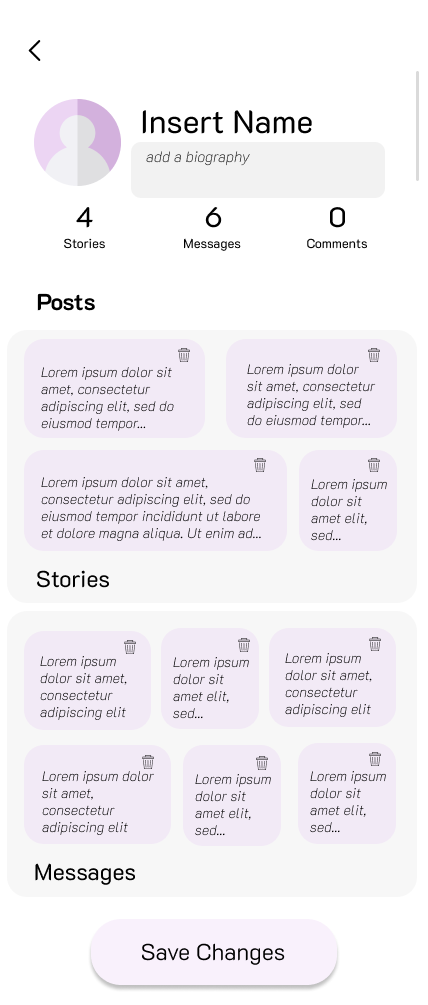 Insert Name
add a biography
4 6 0
Stories Messages Comments
Posts
Lorem ipsum dolor sit
amet, consectetur
adipiscing elit, sed do
eiusmod tempor...
Lorem ipsum dolor
sit amet, consectetur
adipiscing elit, sed
do eiusmod tempor...
Lorem ipsum dolor sit amet,
consectetur adipiscing elit, sed do
eiusmod tempor incididunt ut labore
et dolore magna aliqua. Ut enim ad...
Lorem ipsum
dolor sit
amet elit,
sed...
Stories
Lorem ipsum
dolor sit amet,
consectetur
adipiscing elit
Lorem ipsum
dolor sit
amet elit,
sed...
Lorem ipsum
dolor sit amet,
consectetur
adipiscing elit
Lorem ipsum dolor
sit amet,
consectetur
adipiscing elit
Lorem ipsum
dolor sit
amet elit,
sed...
Lorem ipsum
dolor sit
amet elit,
sed...
Messages
Save Changes